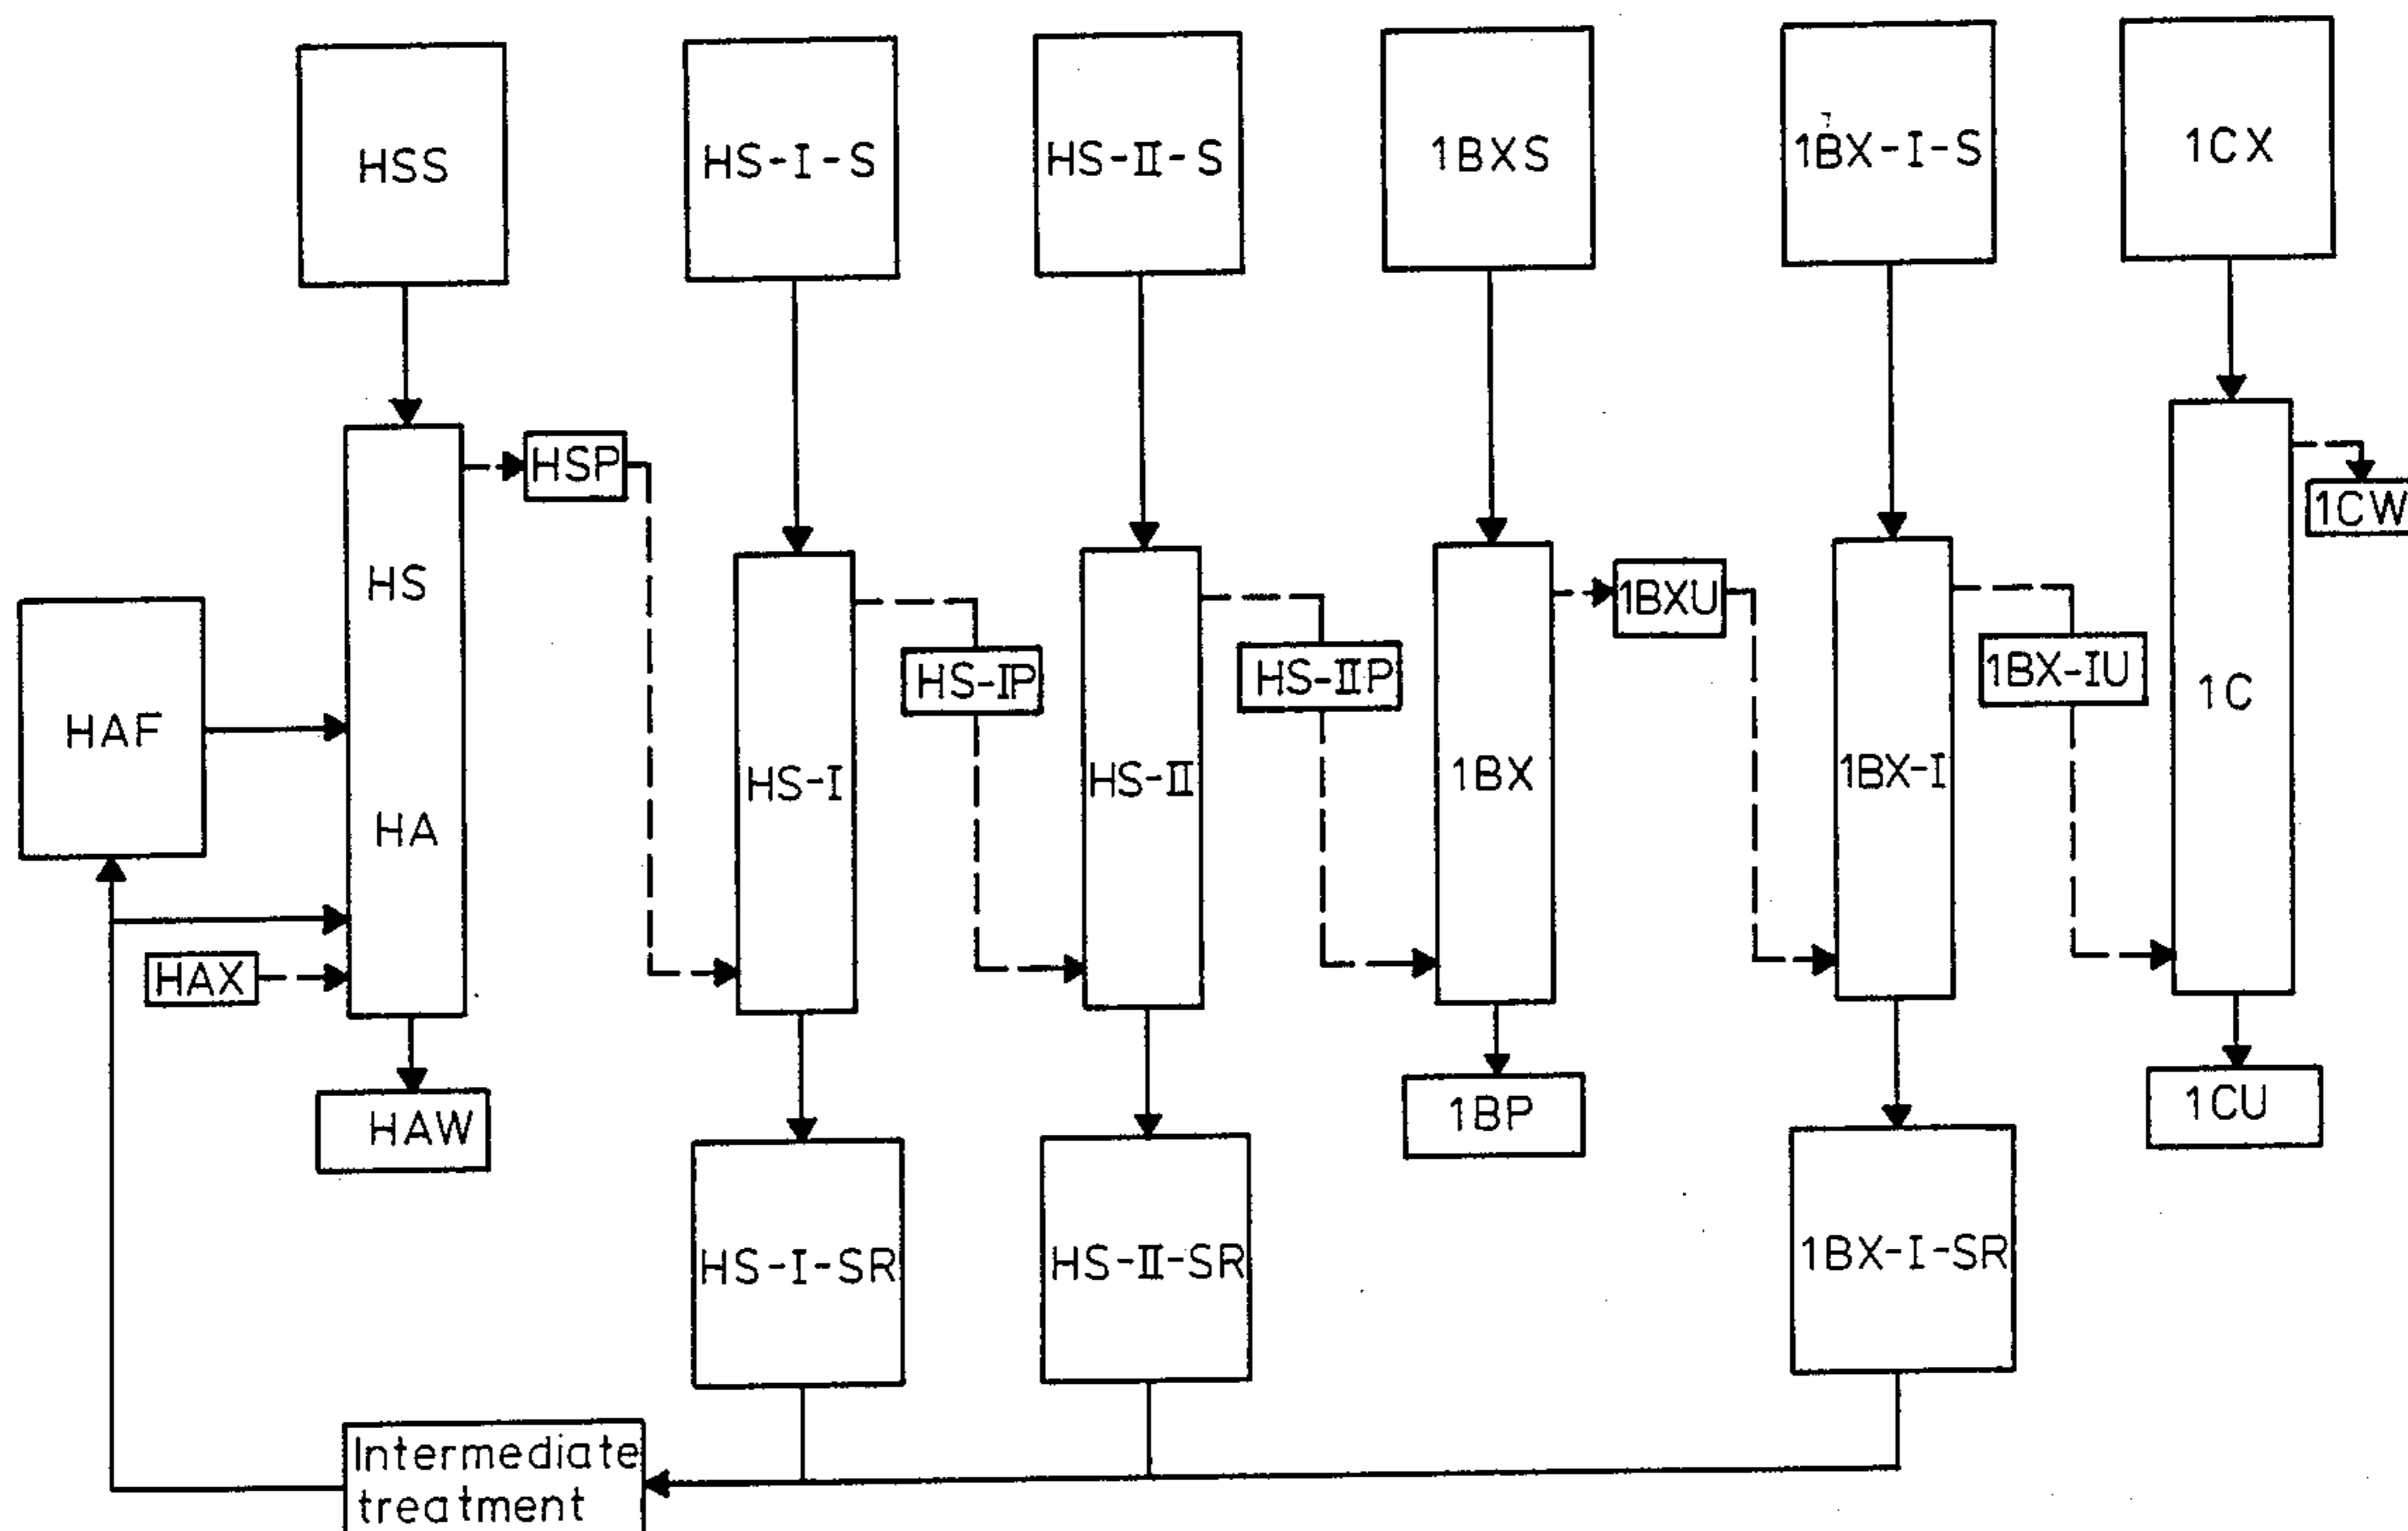 HSS
HS-I-S
HS-II-S
1BXS
1BX-I-S
1CX
HSP
1CW
HS
1BXU
HAF
HS-IP
HS-IIP
1BX-IU
1C
HA
HS-I
HS-II
1BX
1BX-I
HAX
HAW
1BP
1CU
HS-I-SR
HS-II-SR
1BX-I-SR
Intermediate
treatment